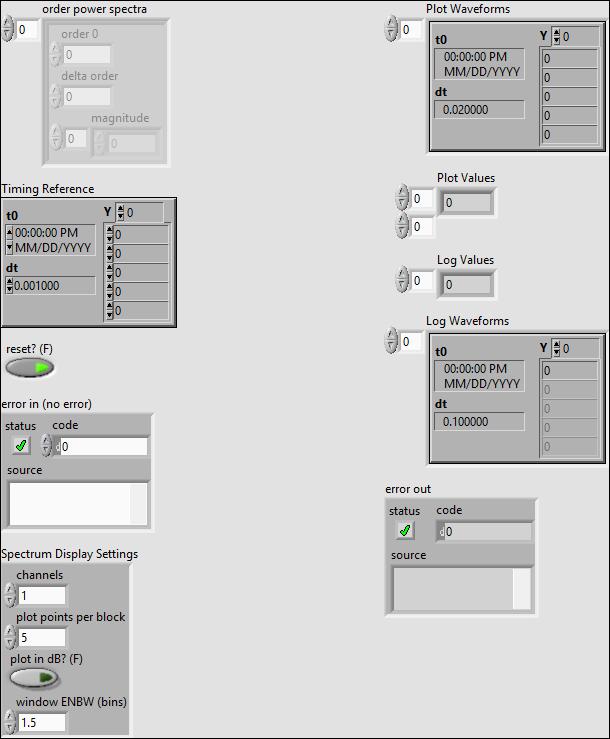 order power spectra
0
order 0
0
delta order
0
magnitude
0
0
Timing Reference
t0
00:00:00 PM
MM/DD/YYYY
dt
0.001000
Y
0
0
0
0
0
0
reset? (F)
error in (no error)
status
code
d0
source
Spectrum Display Settings
channels
1
plot points per block
5
plot in dB? (F)
window ENBW (bins)
1.5
Plot Waveforms
0
t0
00:00:00 PM
MM/DD/YYYY
dt
0.020000
Y
0
0
0
0
0
0
Plot Values
0
0
0
Log Values
0
0
Log Waveforms
0
t0
00:00:00 PM
MM/DD/YYYY
dt
0.100000
Y
0
0
0
0
0
0
error out
status
code
d0
source